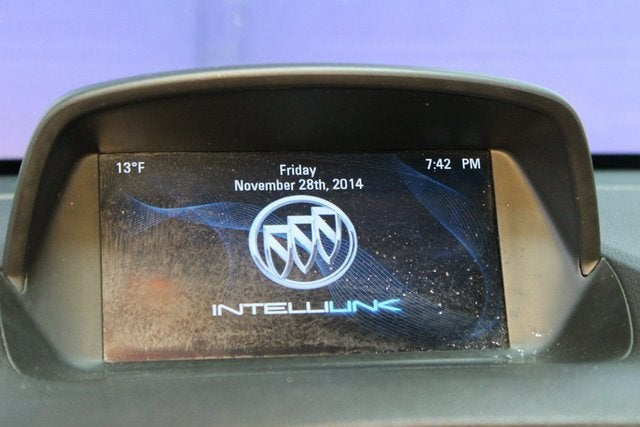 13°F
Friday
7:42 PM
November 28th, 2014
INTELLILINK